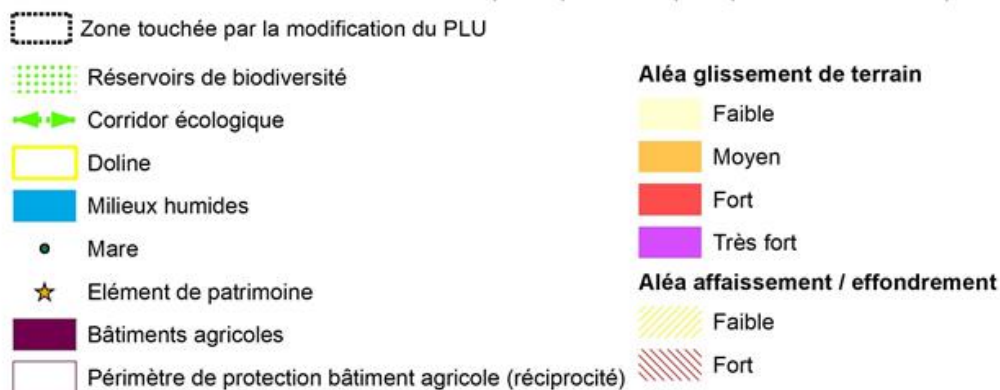 Zone touchée par la modification du PLU
Réservoirs de biodiversité
Corridor écologique
Doline
Milieux humides
Mare
Elément de patrimoine
Bâtiments agricoles
Périmètre de protection bâtiment agricole (réciprocité)
Aléa glissement de terrain
Faible
Moyen
Fort
Très fort
Aléa affaissement / effondrement
Faible
Fort